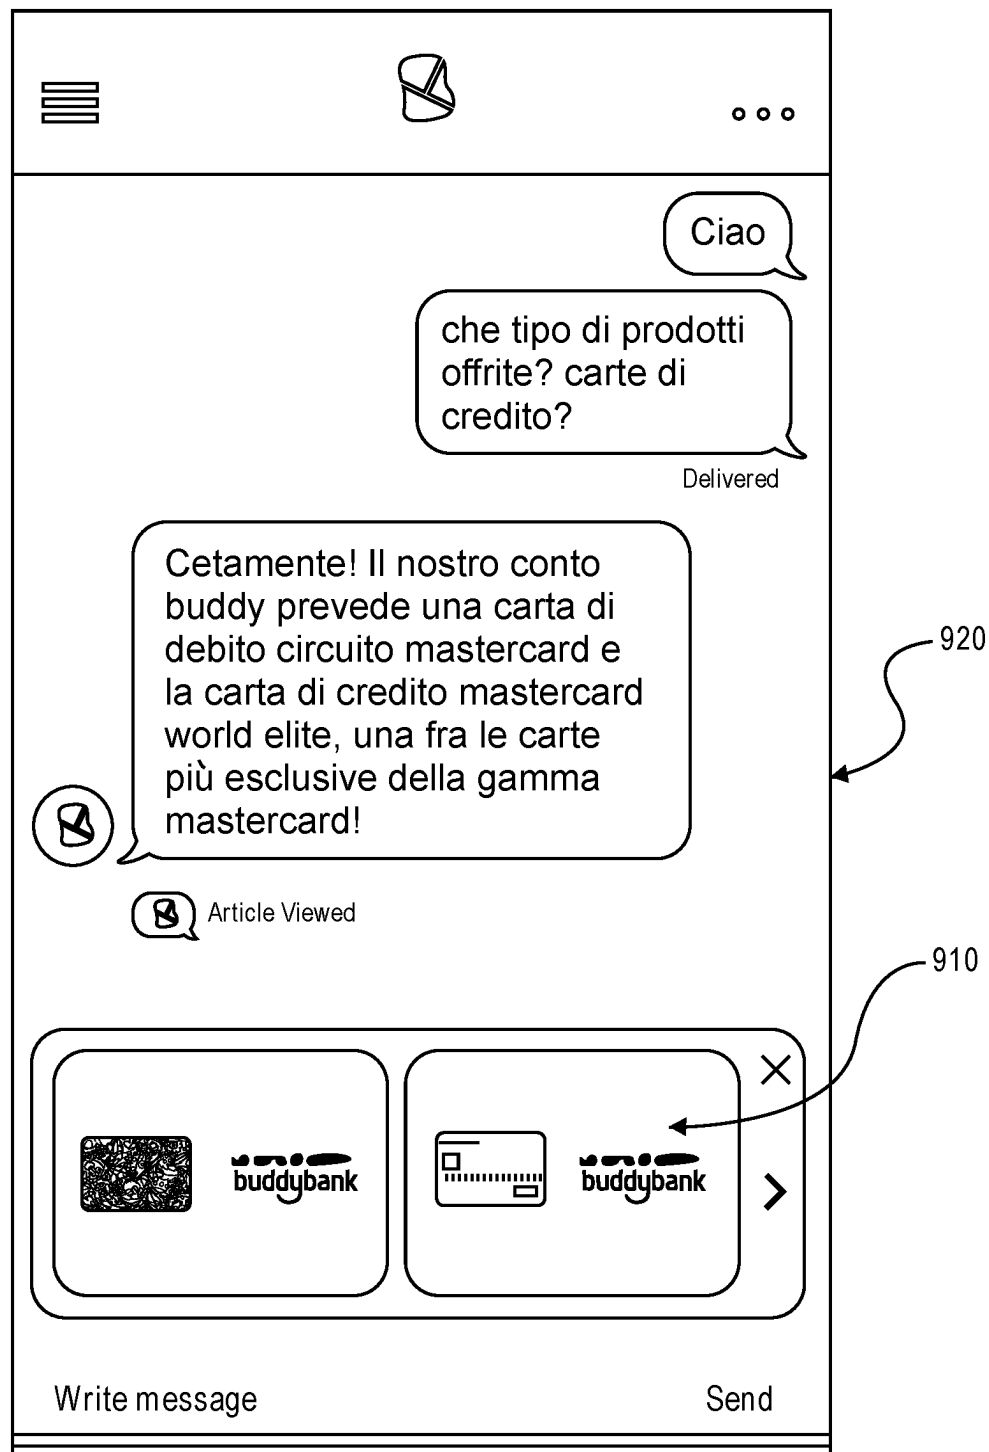 Ciao
che tipo di prodotti
offrite? carte di
credito?
Delivered
Cetamente! Il nostro conto
buddy prevede una carta di
debito circuito mastercard e
la carta di credito mastercard
world elite, una fra le carte
più esclusive della gamma
mastercard!
Article Viewed
920
910
buddybank
buddybank
Write message
Send